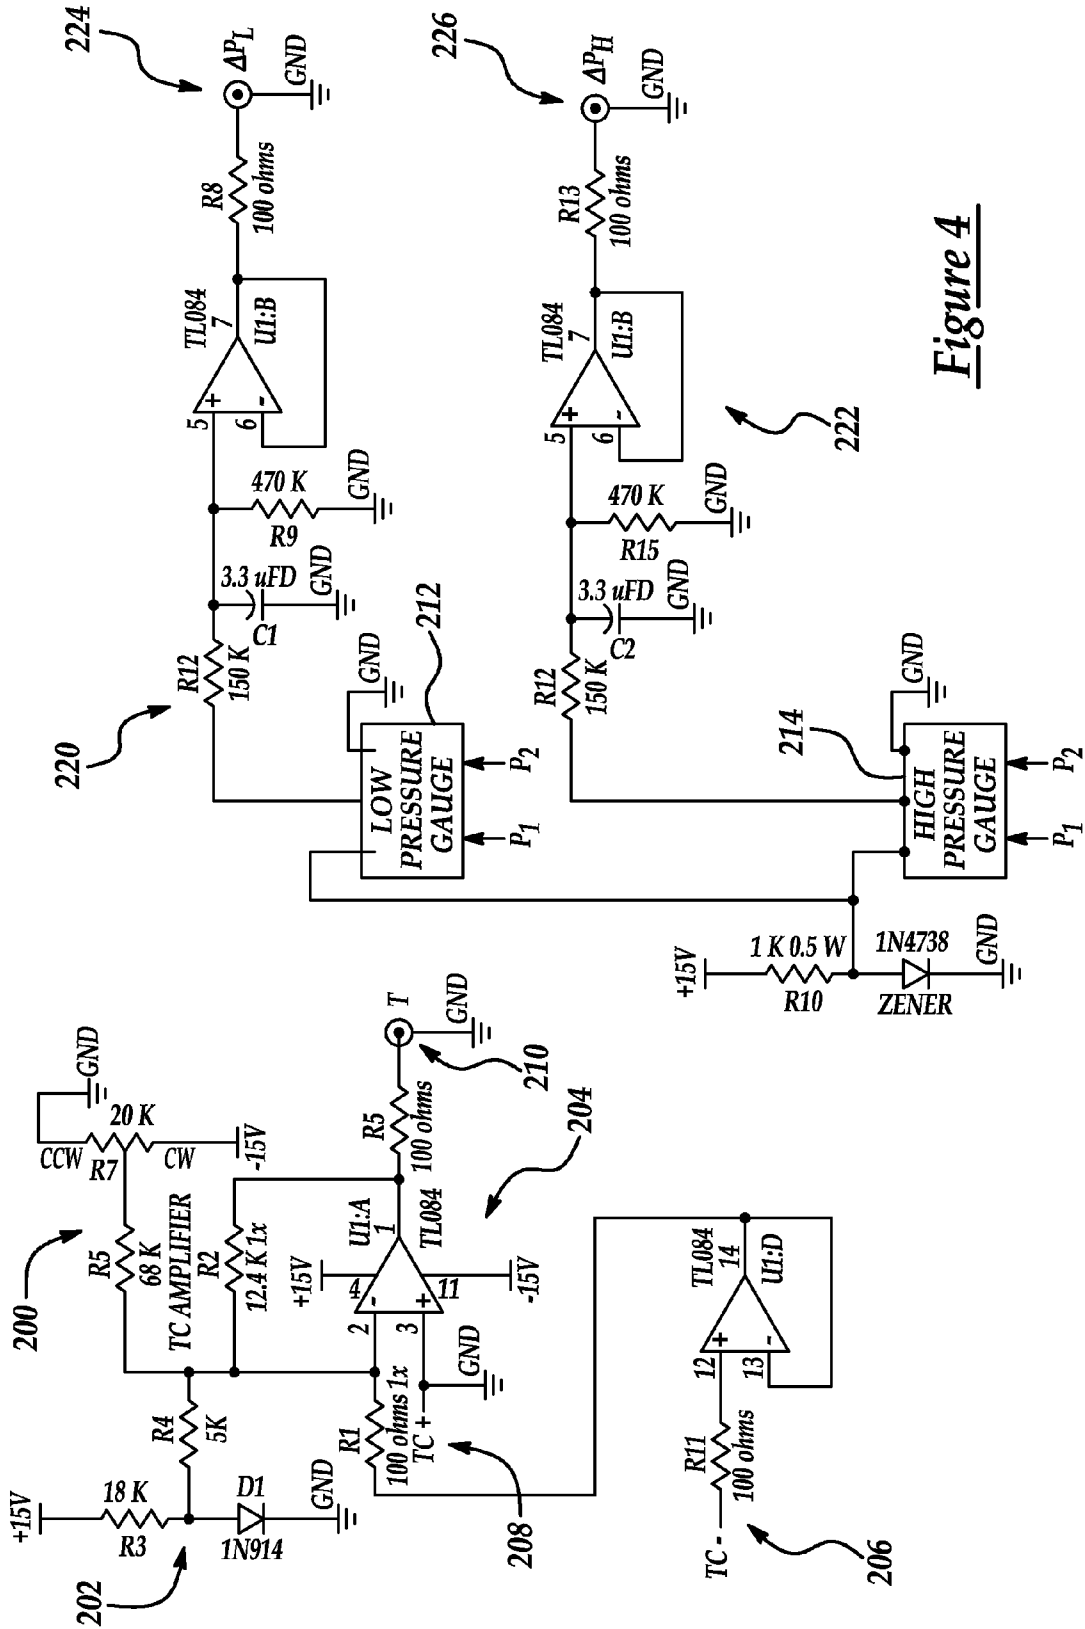 200
TC AMPLIFIER
+15V
18 K
R3
202
D1
1N914
GND
R4
5K
R5
68 K
CCW
R7
20 K
CW
GND
-15V
R2
12.4 K 1x
R1
100 ohms 1x
TC +
208
GND
2
3
-
+
4
11
+15V
-15V
U1:A
1
TL084
204
R5
100 ohms
T
GND
210
TC -
206
R11
100 ohms
12
13
+
-
TL084
14
U1:D
220
R12
150 K
3.3 uFD
C1
GND
470 K
R9
GND
5
6
+
-
TL084
7
U1:B
R8
100 ohms
ΔPL
GND
224
LOW
PRESSURE
GAUGE
212
GND
P1
P2
+15V
1 K 0.5 W
R10
1N4738
ZENER
GND
HIGH
PRESSURE
GAUGE
214
GND
P1
P2
R12
150 K
3.3 uFD
C2
GND
470 K
R15
GND
5
6
+
-
TL084
7
U1:B
222
R13
100 ohms
ΔPH
GND
226
Figure 4